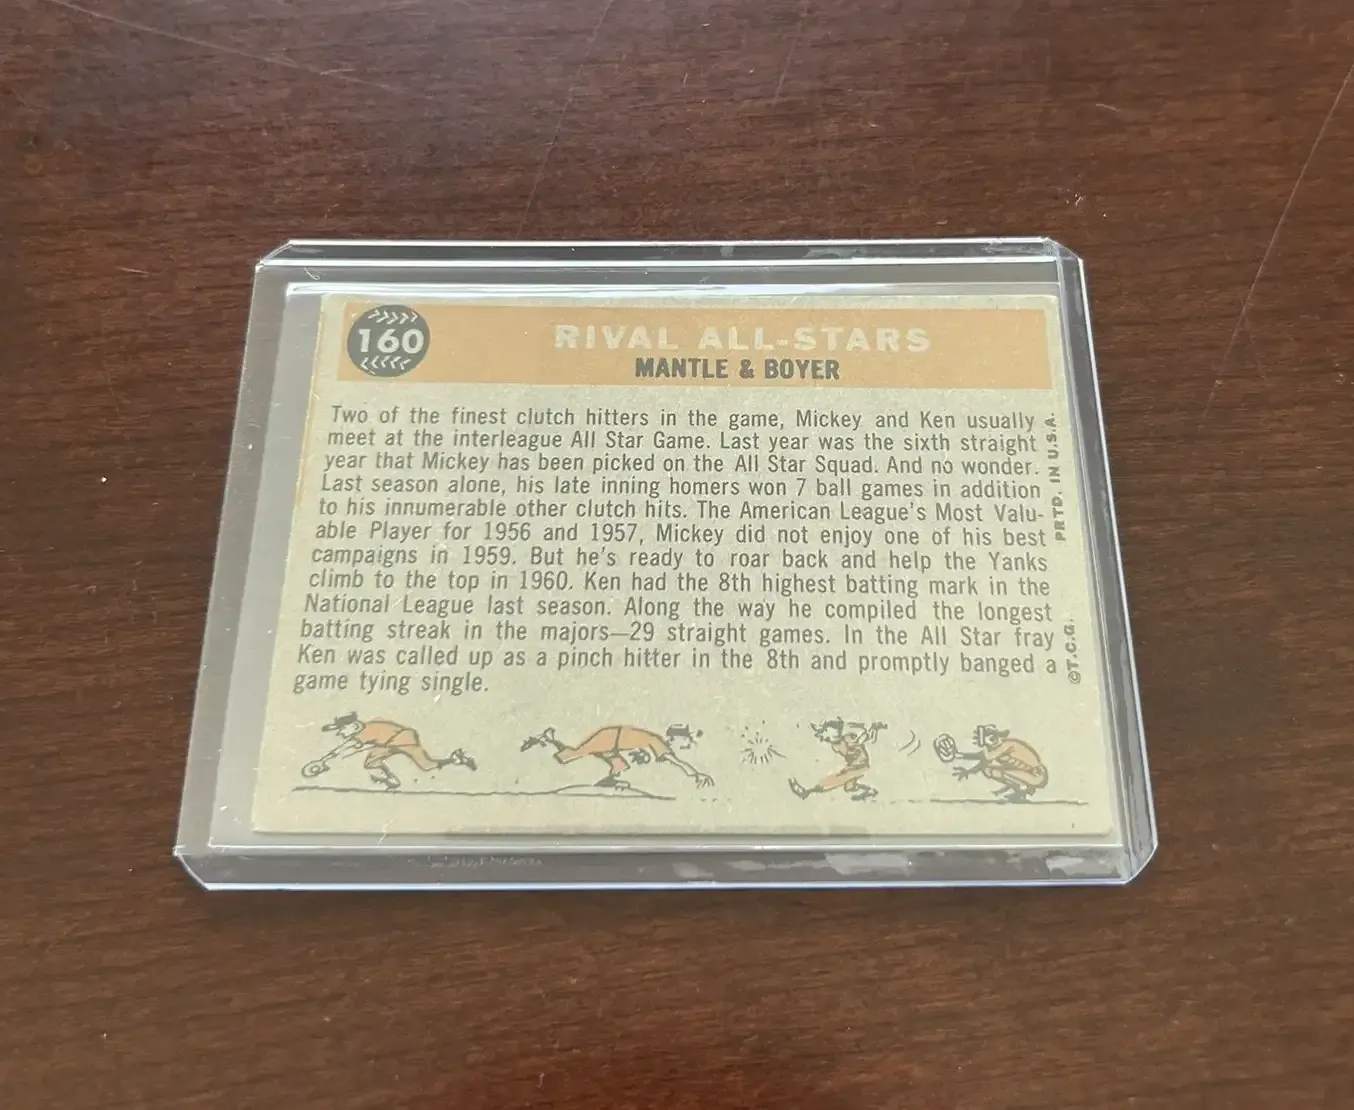 160
RIVAL ALL-STARS
MANTLE & BOYER
Two of the finest clutch hitters in the game, Mickey and Ken usually
meet at the interleague All Star Game. Last year was the sixth straight
year that Mickey has been picked on the All Star Squad. And no wonder.
Last season alone, his late inning homers won 7 ball games in addition
to his innumerable other clutch hits. The American League's Most Valu-
able Player for 1956 and 1957, Mickey did not enjoy one of his best
campaigns in 1959. But he's ready to roar back and help the Yanks
climb to the top in 1960. Ken had the 8th highest batting mark in the
National League last season. Along the way he compiled the longest
batting streak in the majors—29 straight games. In the All Star fray
Ken was called up as a pinch hitter in the 8th and promptly banged a
game tying single.
©T.C.G. PRTD. IN U.S.A.